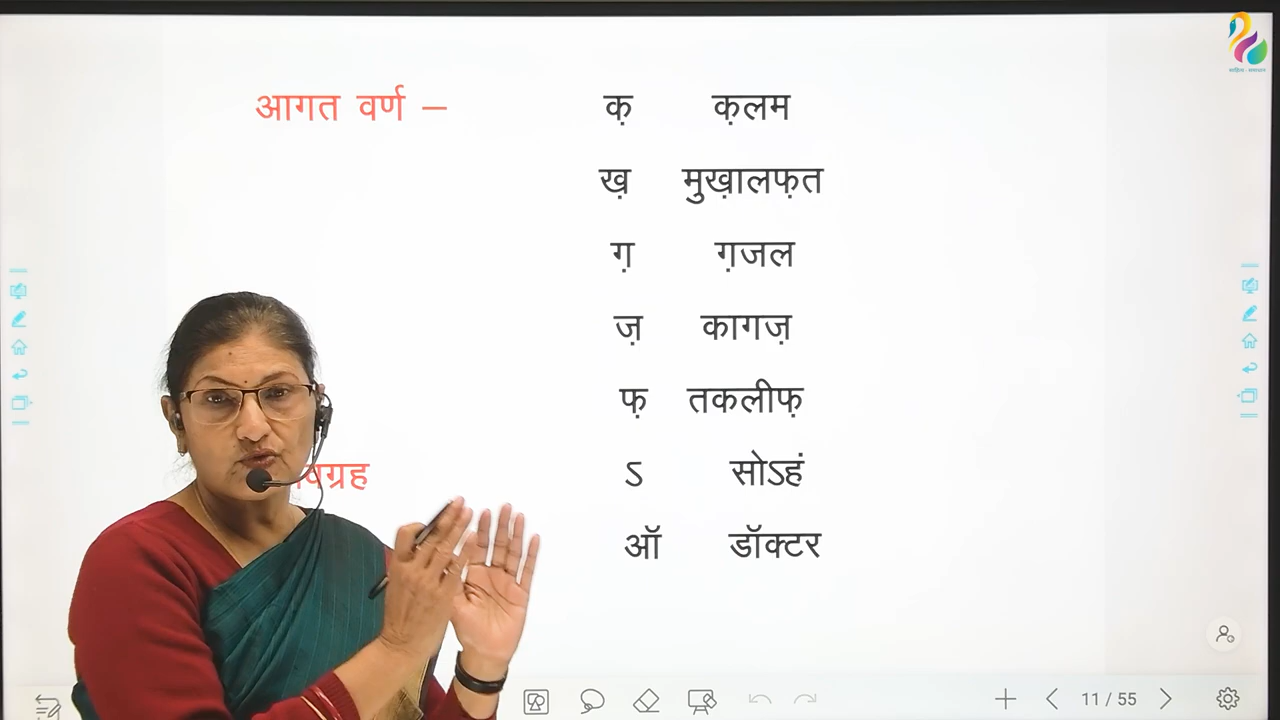 आगत वर्ण – क़ क़लम
ख़ मुख़ालफ़त
ग़ ग़जल
ज़ कागज़
फ़ तकलीफ़
ऽ सोऽहं
ऑ डॉक्टर
11 / 55